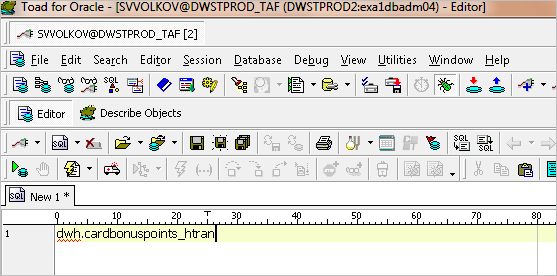 Toad for Oracle - [SVVOLKOV@DWSTPROD_TAF (DWSTPROD2:exa1dbadm04) - Editor]
SVVOLKOV@DWSTPROD_TAF [2]
File Edit Search Editor Session Database Debug View Utilities Window Help
Editor Describe Objects
SQL
New 1 *
0 10 20 30 40 50 60 70 80
1 dwh.cardbonuspoints_htran